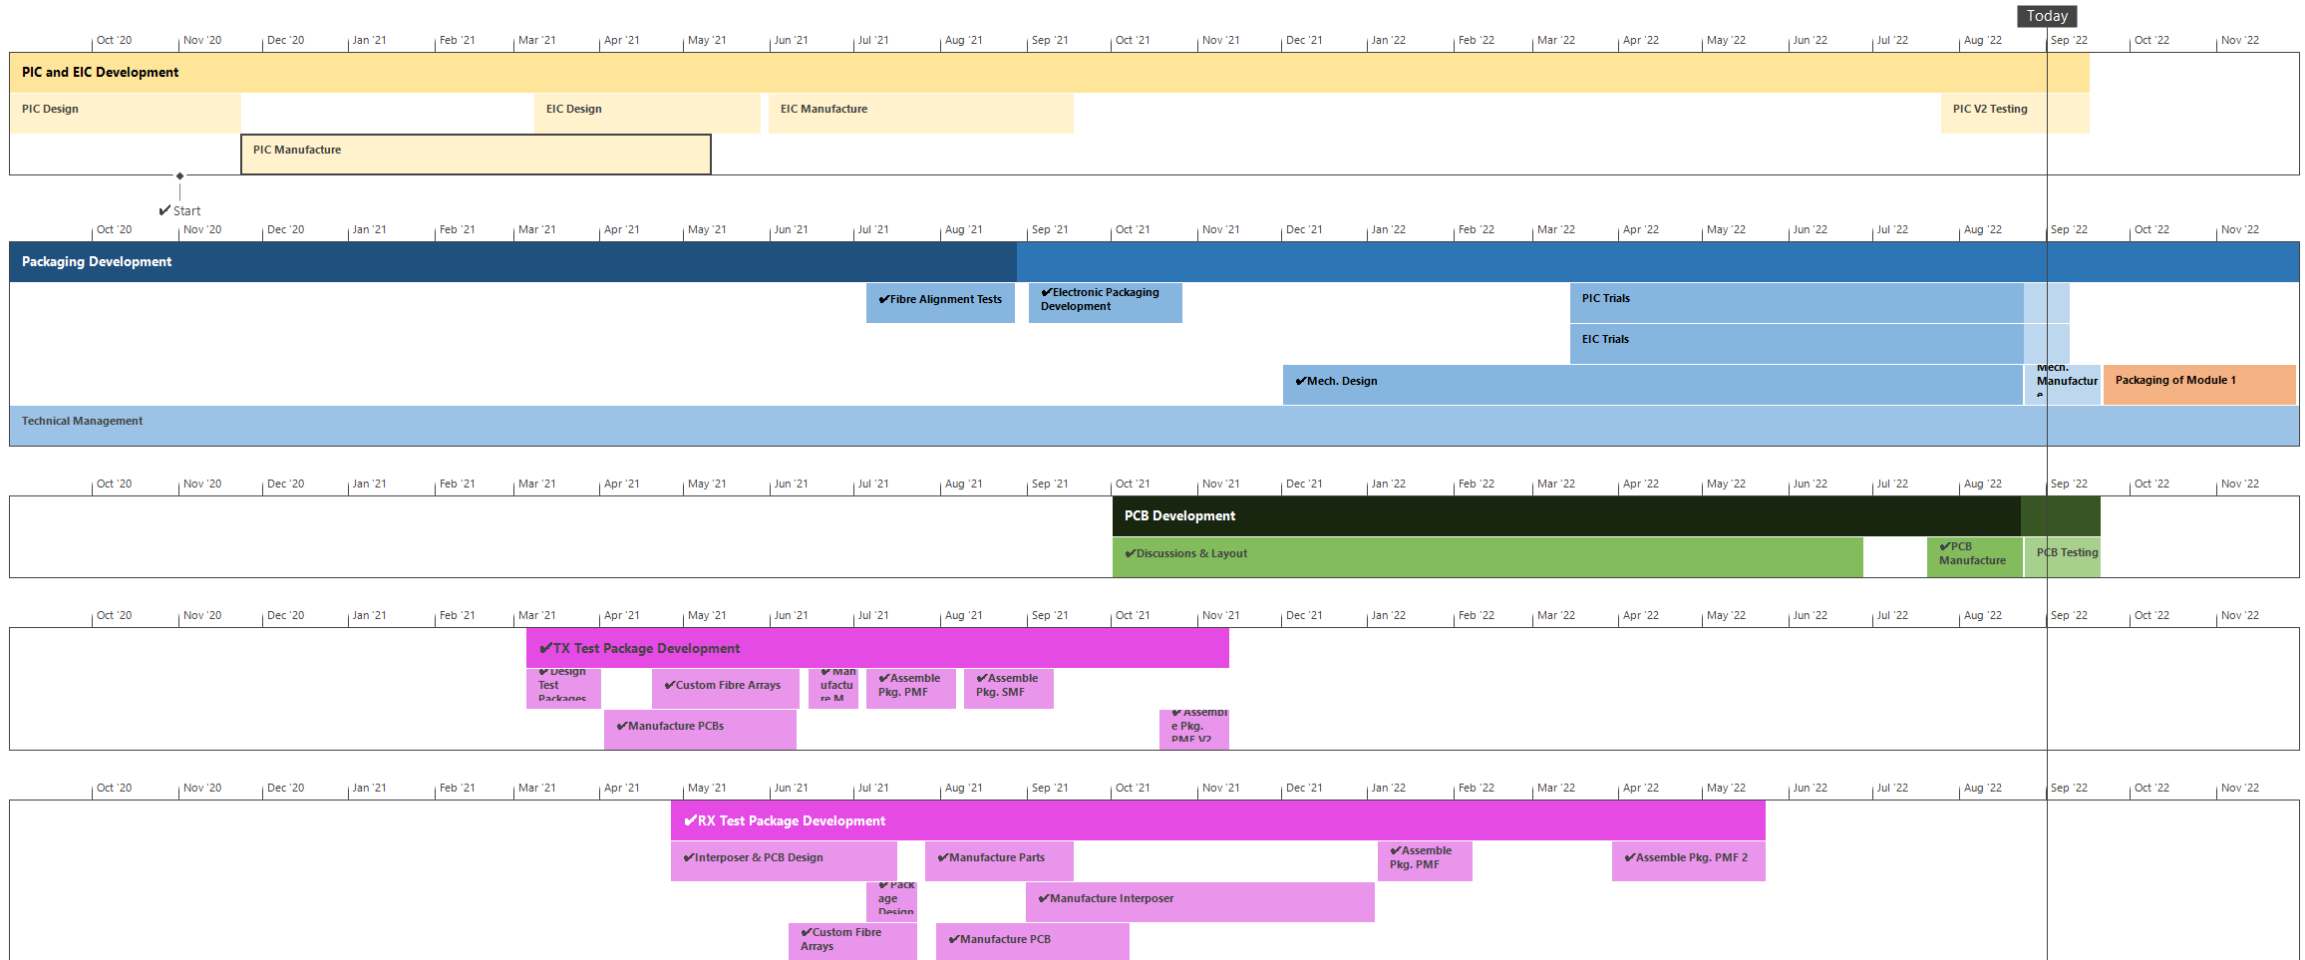 Today
Oct '20 Nov '20 Dec '20 Jan '21 Feb '21 Mar '21 Apr '21 May '21 Jun '21 Jul '21 Aug '21 Sep '21 Oct '21 Nov '21 Dec '21 Jan '22 Feb '22 Mar '22 Apr '22 May '22 Jun '22 Jul '22 Aug '22 Sep '22 Oct '22 Nov '22
PIC and EIC Development
PIC Design EIC Design EIC Manufacture PIC V2 Testing
PIC Manufacture
✔Start
Oct '20 Nov '20 Dec '20 Jan '21 Feb '21 Mar '21 Apr '21 May '21 Jun '21 Jul '21 Aug '21 Sep '21 Oct '21 Nov '21 Dec '21 Jan '22 Feb '22 Mar '22 Apr '22 May '22 Jun '22 Jul '22 Aug '22 Sep '22 Oct '22 Nov '22
Packaging Development
✔Fibre Alignment Tests
✔Electronic Packaging
Development
PIC Trials
EIC Trials
✔Mech. Design
Mech.
Manufactur
e
Packaging of Module 1
Technical Management
Oct '20 Nov '20 Dec '20 Jan '21 Feb '21 Mar '21 Apr '21 May '21 Jun '21 Jul '21 Aug '21 Sep '21 Oct '21 Nov '21 Dec '21 Jan '22 Feb '22 Mar '22 Apr '22 May '22 Jun '22 Jul '22 Aug '22 Sep '22 Oct '22 Nov '22
PCB Development
✔Discussions & Layout
✔PCB
Manufacture
PCB Testing
Oct '20 Nov '20 Dec '20 Jan '21 Feb '21 Mar '21 Apr '21 May '21 Jun '21 Jul '21 Aug '21 Sep '21 Oct '21 Nov '21 Dec '21 Jan '22 Feb '22 Mar '22 Apr '22 May '22 Jun '22 Jul '22 Aug '22 Sep '22 Oct '22 Nov '22
✔TX Test Package Development
✔Design
Test
Packages
✔Custom Fibre Arrays
✔Man
ufactu
re M
✔Assemble
Pkg. PMF
✔Assemble
Pkg. SMF
✔Manufacture PCBs
✔Assembl
e Pkg.
PMF V2
Oct '20 Nov '20 Dec '20 Jan '21 Feb '21 Mar '21 Apr '21 May '21 Jun '21 Jul '21 Aug '21 Sep '21 Oct '21 Nov '21 Dec '21 Jan '22 Feb '22 Mar '22 Apr '22 May '22 Jun '22 Jul '22 Aug '22 Sep '22 Oct '22 Nov '22
✔RX Test Package Development
✔Interposer & PCB Design
✔Manufacture Parts
✔Assemble
Pkg. PMF
✔Assemble Pkg. PMF 2
✔Pack
age
Design
✔Manufacture Interposer
✔Custom Fibre
Arrays
✔Manufacture PCB